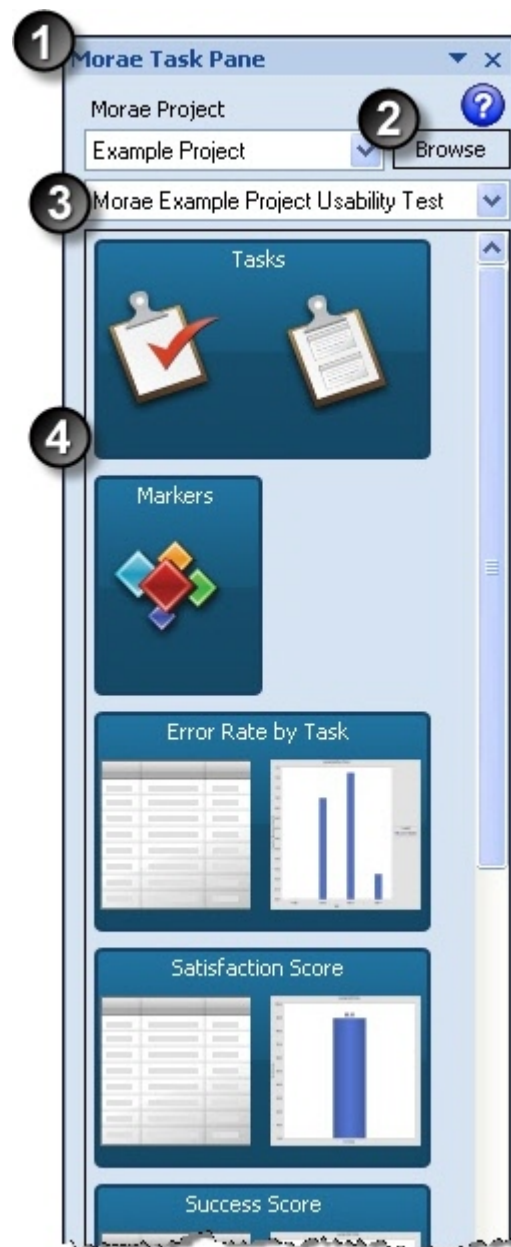 1
Morae Task Pane
Morae Project
?
2
Example Project
Browse
3
Morae Example Project Usability Test
Tasks
4
Markers
Error Rate by Task
Satisfaction Score
Success Score